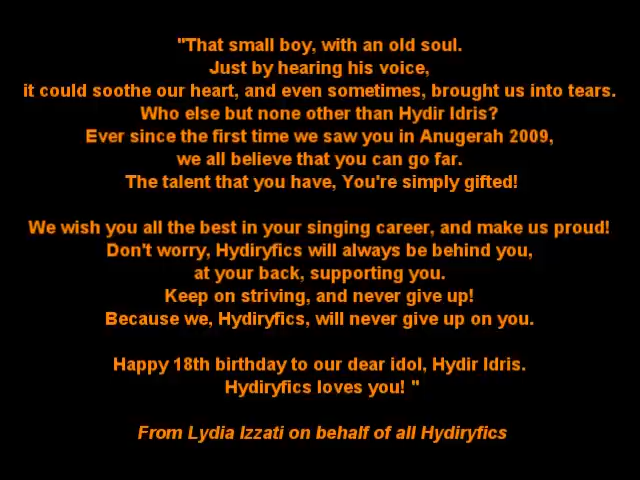 "That small boy, with an old soul.
Just by hearing his voice,
it could soothe our heart, and even sometimes, brought us into tears.
Who else but none other than Hydir Idris?
Ever since the first time we saw you in Anugerah 2009,
we all believe that you can go far.
The talent that you have, You're simply gifted!
We wish you all the best in your singing career, and make us proud!
Don't worry, Hydiryfics will always be behind you,
at your back, supporting you.
Keep on striving, and never give up!
Because we, Hydiryfics, will never give up on you.
Happy 18th birthday to our dear idol, Hydir Idris.
Hydiryfics loves you! "
From Lydia Izzati on behalf of all Hydiryfics